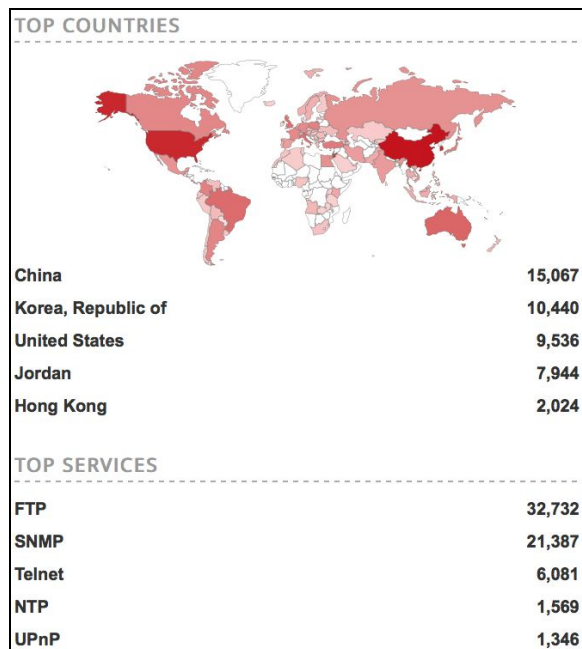 TOP COUNTRIES
China 15,067
Korea, Republic of 10,440
United States 9,536
Jordan 7,944
Hong Kong 2,024
TOP SERVICES
FTP 32,732
SNMP 21,387
Telnet 6,081
NTP 1,569
UPnP 1,346